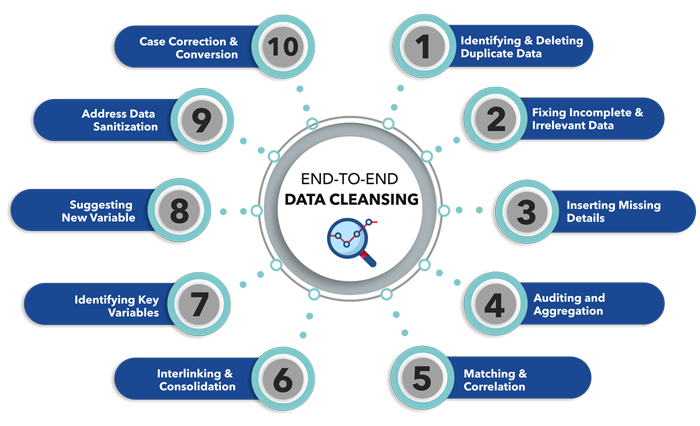 END-TO-END
DATA CLEANSING
1
Identifying & Deleting
Duplicate Data
2
Fixing Incomplete &
Irrelevant Data
3
Inserting Missing
Details
4
Auditing and
Aggregation
5
Matching &
Correlation
6
Interlinking &
Consolidation
7
Identifying Key
Variables
8
Suggesting
New Variable
9
Address Data
Sanitization
10
Case Correction &
Conversion